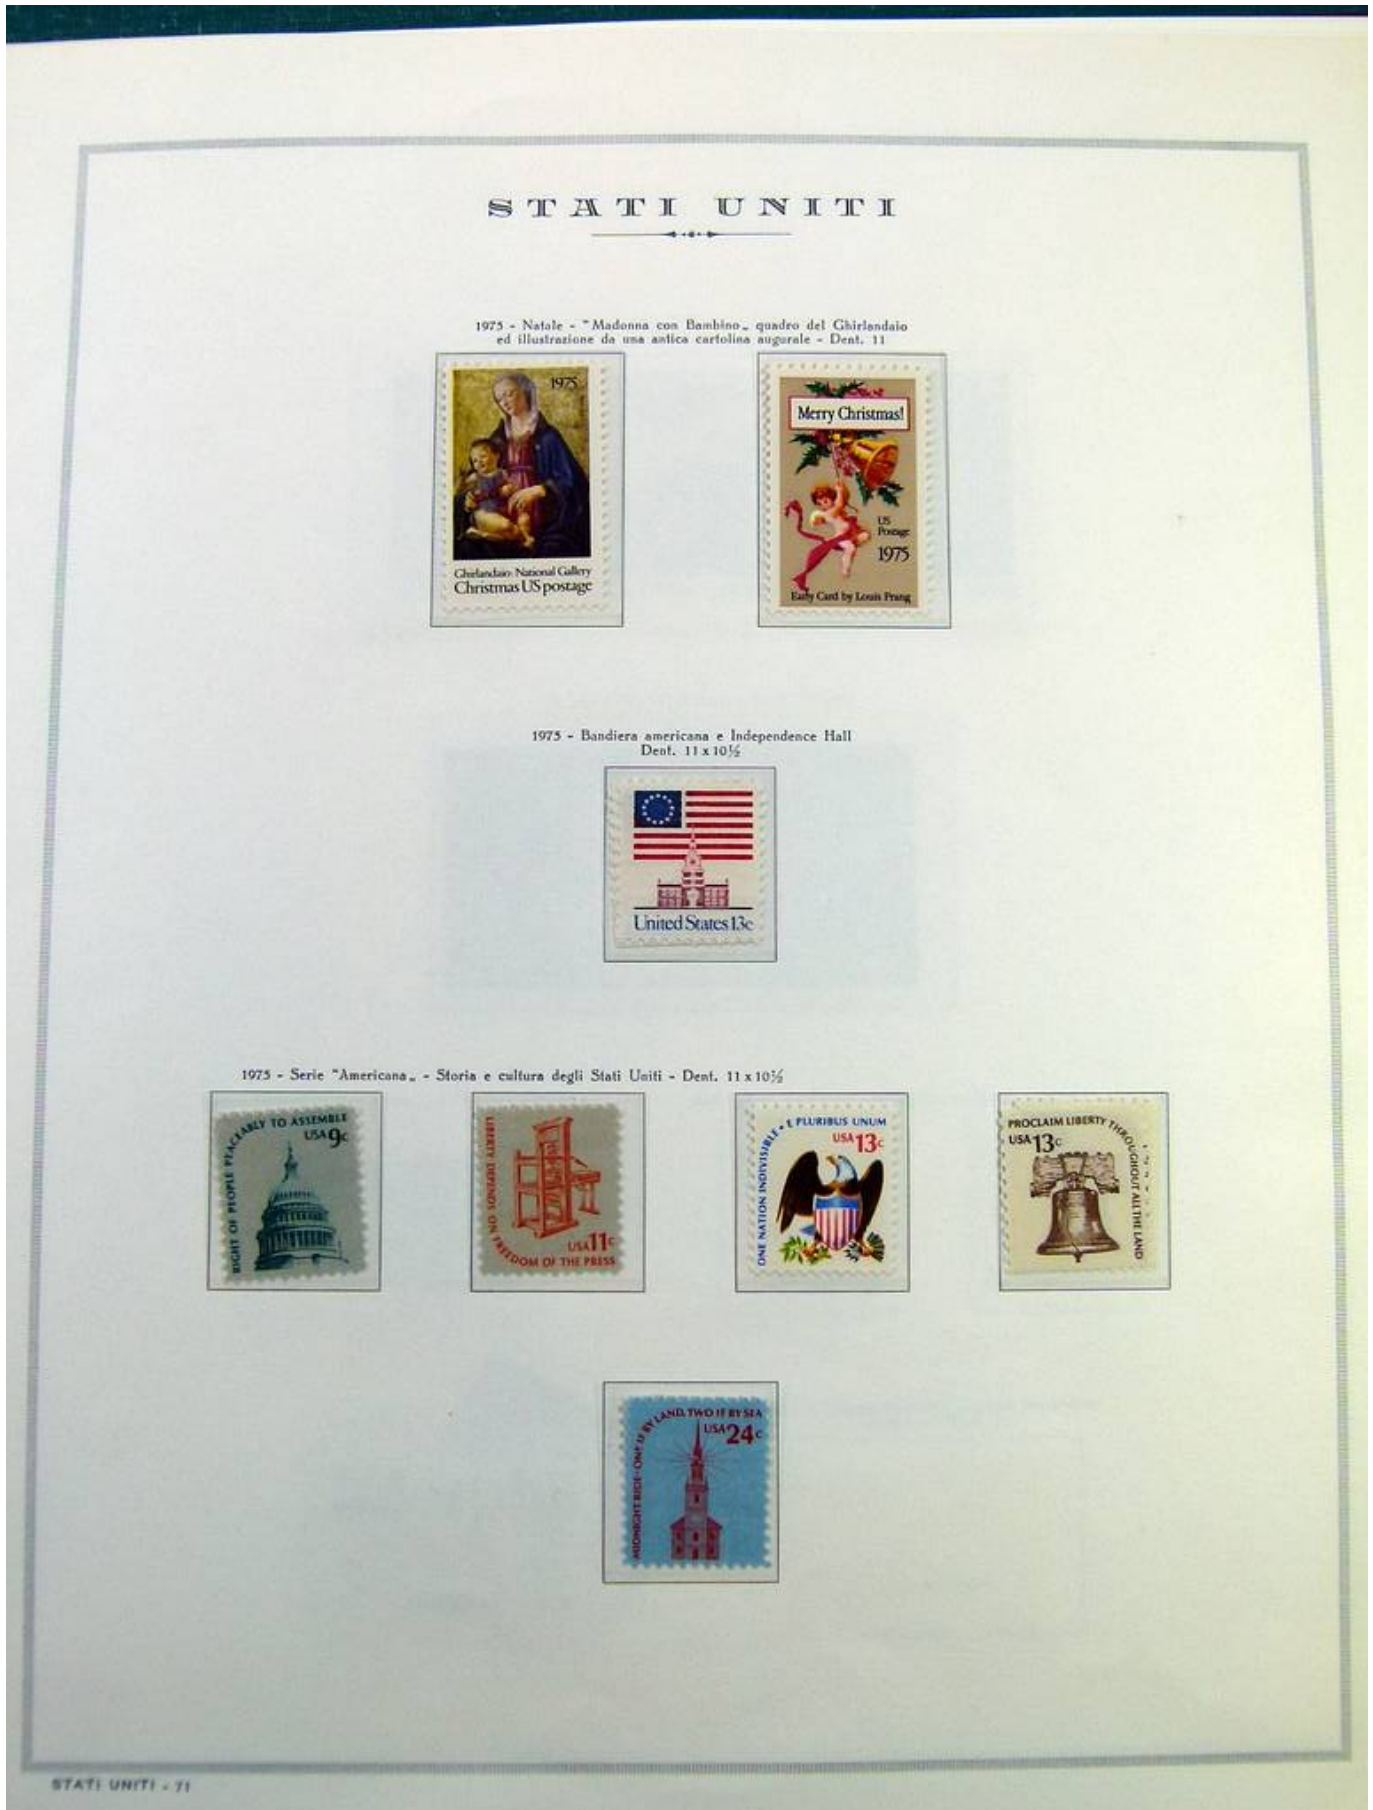 STATI UNITI
1975 - Natale - "Madonna con Bambino„ quadro del Ghirlandaio
ed illustrazione da una antica cartolina augurale - Dent. 11
1975
Ghirlandaio: National Gallery
Christmas US postage
Merry Christmas!
US
Postage
1975
Early Card by Louis Prang
1975 - Bandiera americana e Independence Hall
Dent. 11 x 10½
United States 13c
1975 - Serie "Americana„ - Storia e cultura degli Stati Uniti - Dent. 11 x 10½
RIGHT OF PEOPLE PEACEABLY TO ASSEMBLE
USA 9c
LIBERTY DEPENDS ON FREEDOM OF THE PRESS
USA 11c
ONE NATION INDIVISIBLE • E PLURIBUS UNUM
USA 13c
PROCLAIM LIBERTY THROUGHOUT ALL THE LAND
USA 13c
MIDNIGHT RIDE · ONE IF BY LAND, TWO IF BY SEA
USA 24c
STATI UNITI - 71